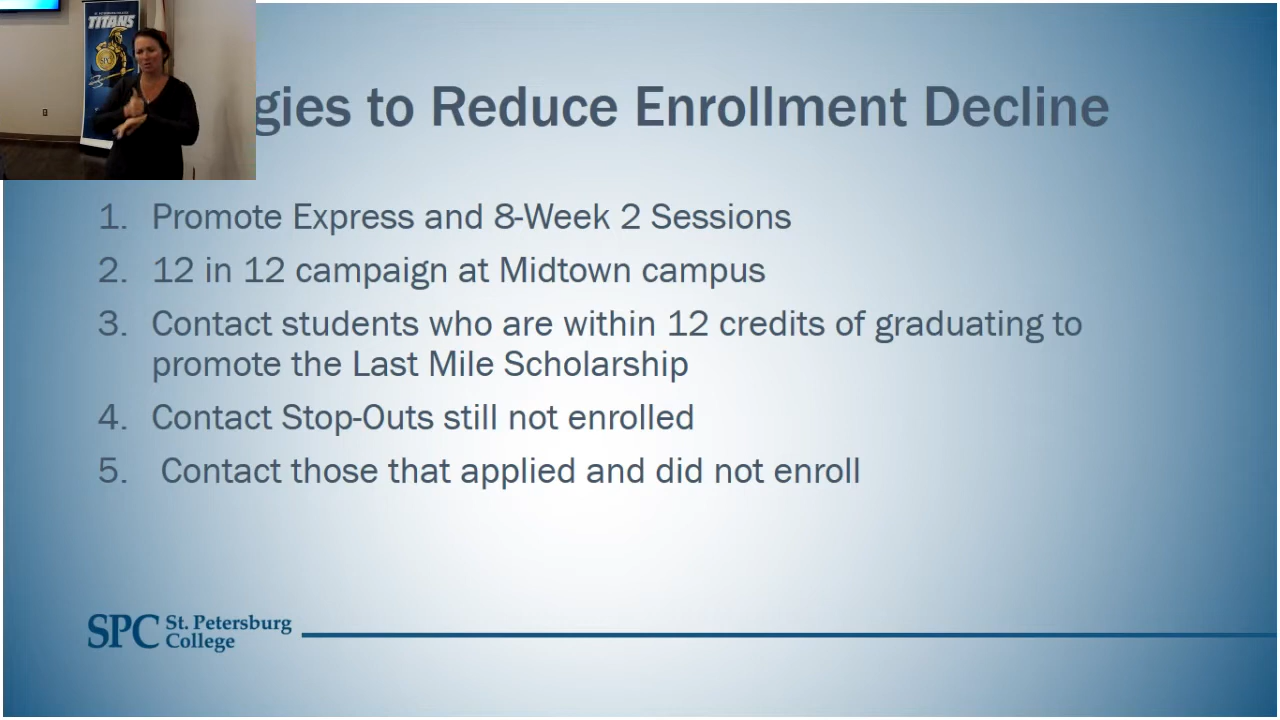 TITANS
SPC
gies to Reduce Enrollment Decline
1. Promote Express and 8-Week 2 Sessions
2. 12 in 12 campaign at Midtown campus
3. Contact students who are within 12 credits of graduating to
promote the Last Mile Scholarship
4. Contact Stop-Outs still not enrolled
5. Contact those that applied and did not enroll
SPC St. Petersburg
College